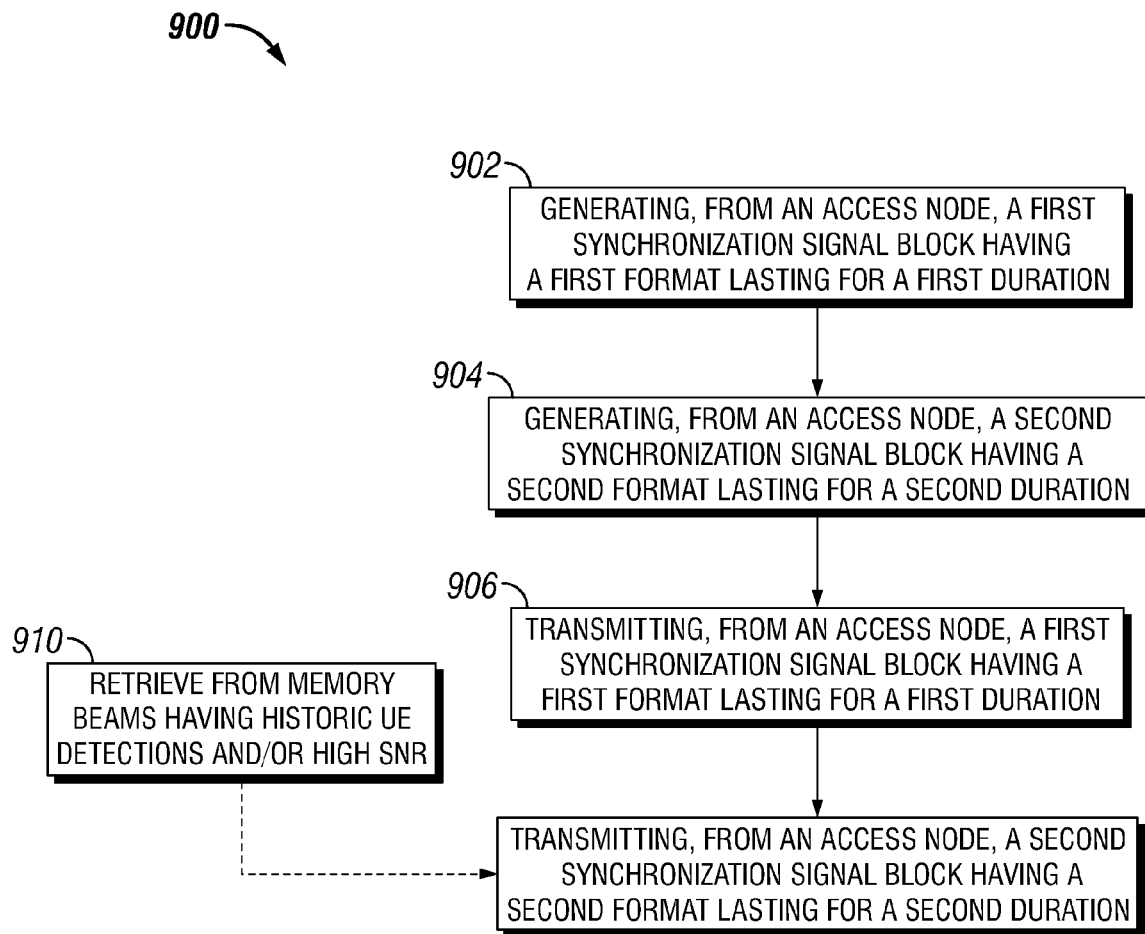 900
902
GENERATING, FROM AN ACCESS NODE, A FIRST
SYNCHRONIZATION SIGNAL BLOCK HAVING
A FIRST FORMAT LASTING FOR A FIRST DURATION
904
GENERATING, FROM AN ACCESS NODE, A SECOND
SYNCHRONIZATION SIGNAL BLOCK HAVING A
SECOND FORMAT LASTING FOR A SECOND DURATION
906
TRANSMITTING, FROM AN ACCESS NODE, A FIRST
SYNCHRONIZATION SIGNAL BLOCK HAVING A
FIRST FORMAT LASTING FOR A FIRST DURATION
910
RETRIEVE FROM MEMORY
BEAMS HAVING HISTORIC UE
DETECTIONS AND/OR HIGH SNR
TRANSMITTING, FROM AN ACCESS NODE, A SECOND
SYNCHRONIZATION SIGNAL BLOCK HAVING A
SECOND FORMAT LASTING FOR A SECOND DURATION